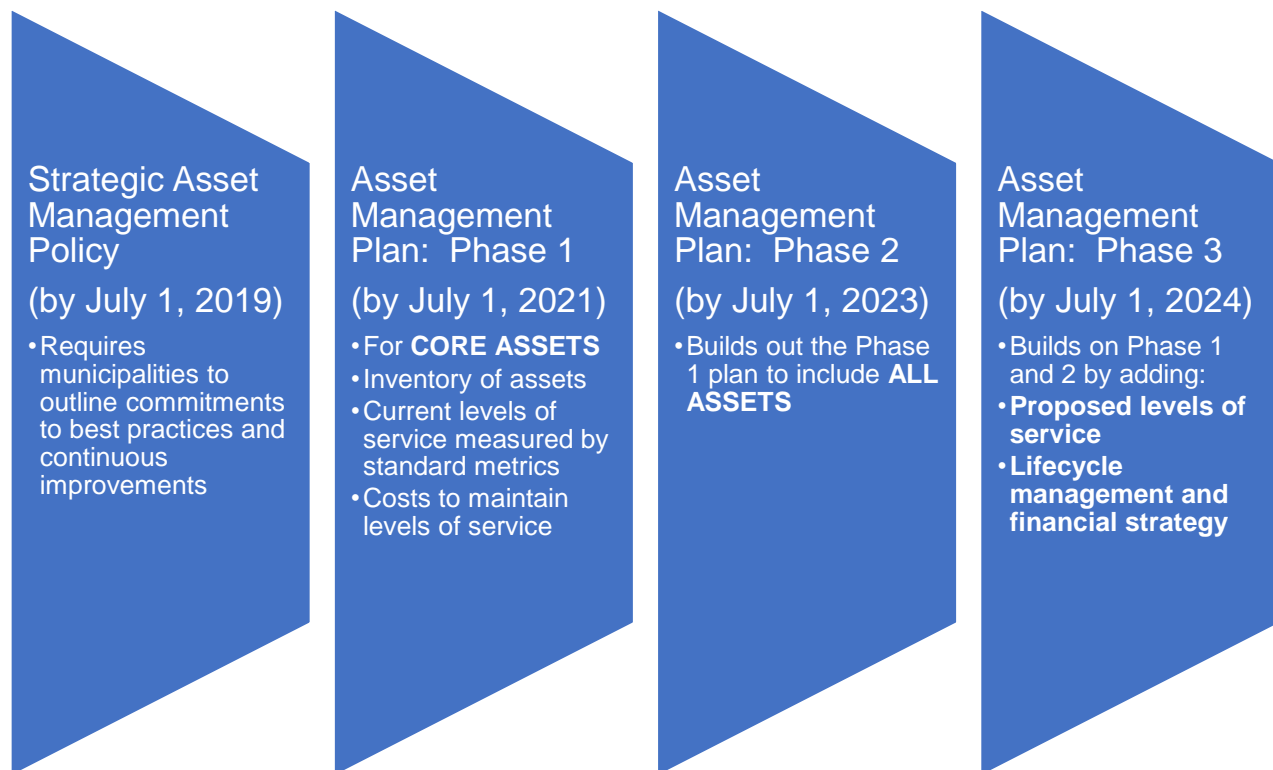 Strategic Asset
Management
Policy
(by July 1, 2019)
•Requires
municipalities to
outline commitments
to best practices and
continuous
improvements
Asset
Management
Plan:  Phase 1
(by July 1, 2021)
•For CORE ASSETS
•Inventory of assets
•Current levels of
service measured by
standard metrics
•Costs to maintain
levels of service
Asset
Management
Plan:  Phase 2
(by July 1, 2023)
•Builds out the Phase
1 plan to include ALL
ASSETS
Asset
Management
Plan:  Phase 3
(by July 1, 2024)
•Builds on Phase 1
and 2 by adding:
•Proposed levels of
service
•Lifecycle
management and
financial strategy